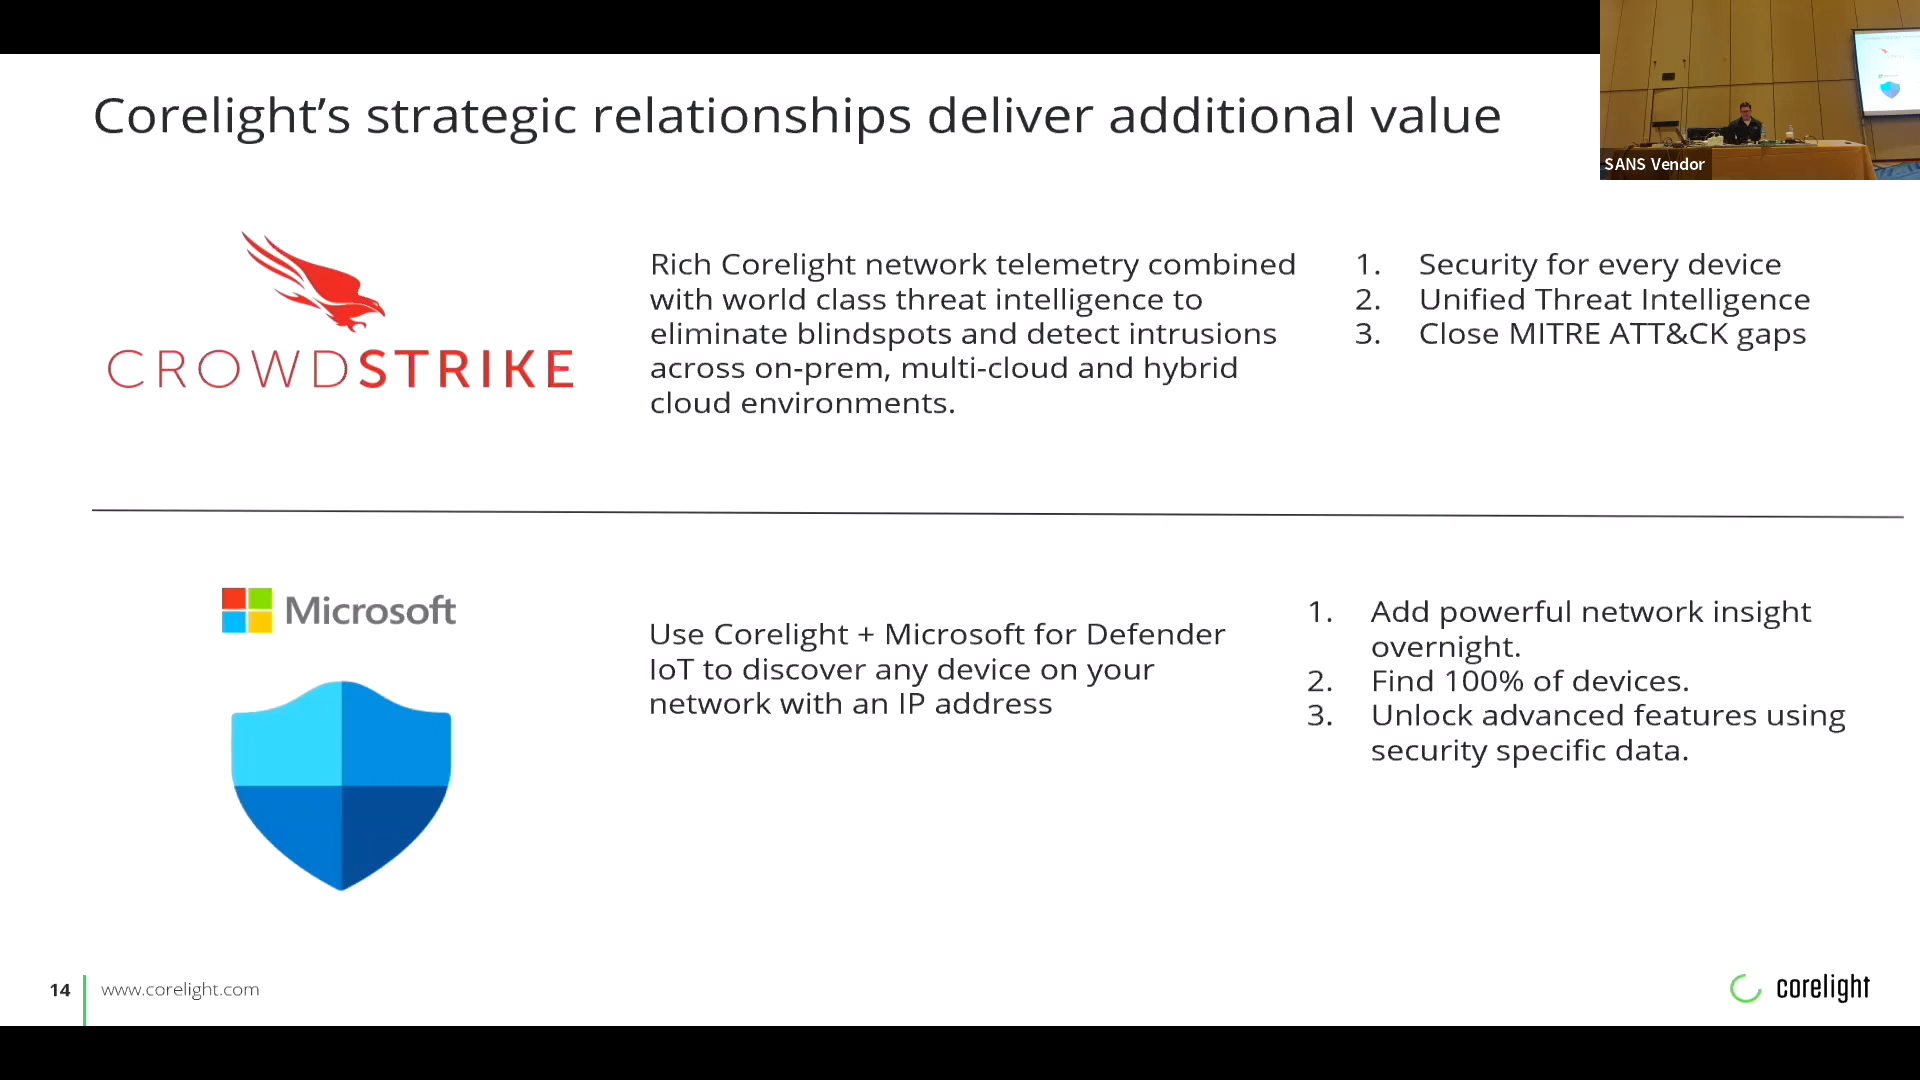 Corelight’s strategic relationships deliver additional value
SANS Vendor
CROWDSTRIKE
Rich Corelight network telemetry combined
with world class threat intelligence to
eliminate blindspots and detect intrusions
across on-prem, multi-cloud and hybrid
cloud environments.
1. Security for every device
2. Unified Threat Intelligence
3. Close MITRE ATT&CK gaps
Microsoft
Use Corelight + Microsoft for Defender
IoT to discover any device on your
network with an IP address
1. Add powerful network insight
overnight.
2. Find 100% of devices.
3. Unlock advanced features using
security specific data.
14
www.corelight.com
corelight